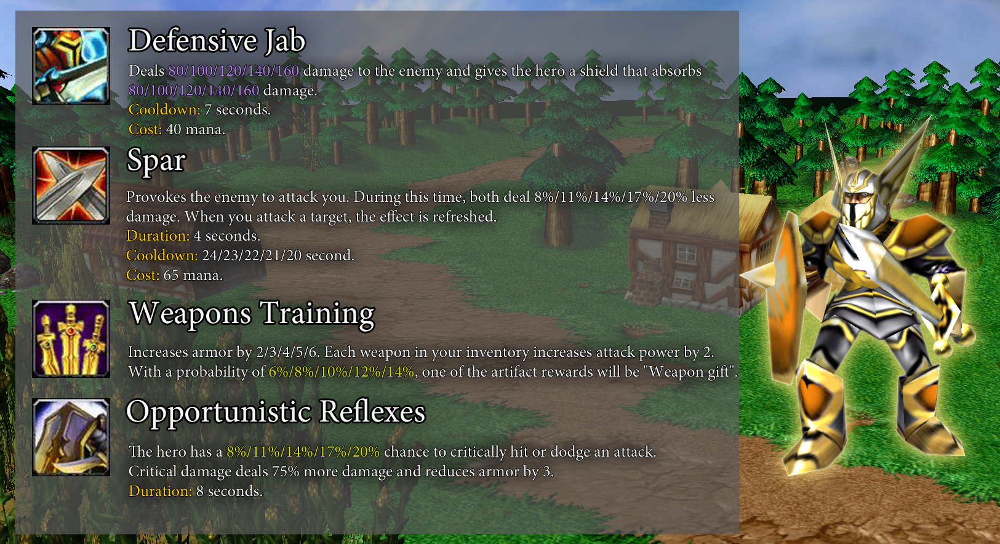 Defensive Jab
Deals 80/100/120/140/160 damage to the enemy and gives the hero a shield that absorbs
80/100/120/140/160 damage.
Cooldown: 7 seconds.
Cost: 40 mana.
Spar
Provokes the enemy to attack you. During this time, both deal 8%/11%/14%/17%/20% less
damage. When you attack a target, the effect is refreshed.
Duration: 4 seconds.
Cooldown: 24/23/22/21/20 second.
Cost: 65 mana.
Weapons Training
Increases armor by 2/3/4/5/6. Each weapon in your inventory increases attack power by 2.
With a probability of 6%/8%/10%/12%/14%, one of the artifact rewards will be "Weapon gift".
Opportunistic Reflexes
The hero has a 8%/11%/14%/17%/20% chance to critically hit or dodge an attack.
Critical damage deals 75% more damage and reduces armor by 3.
Duration: 8 seconds.